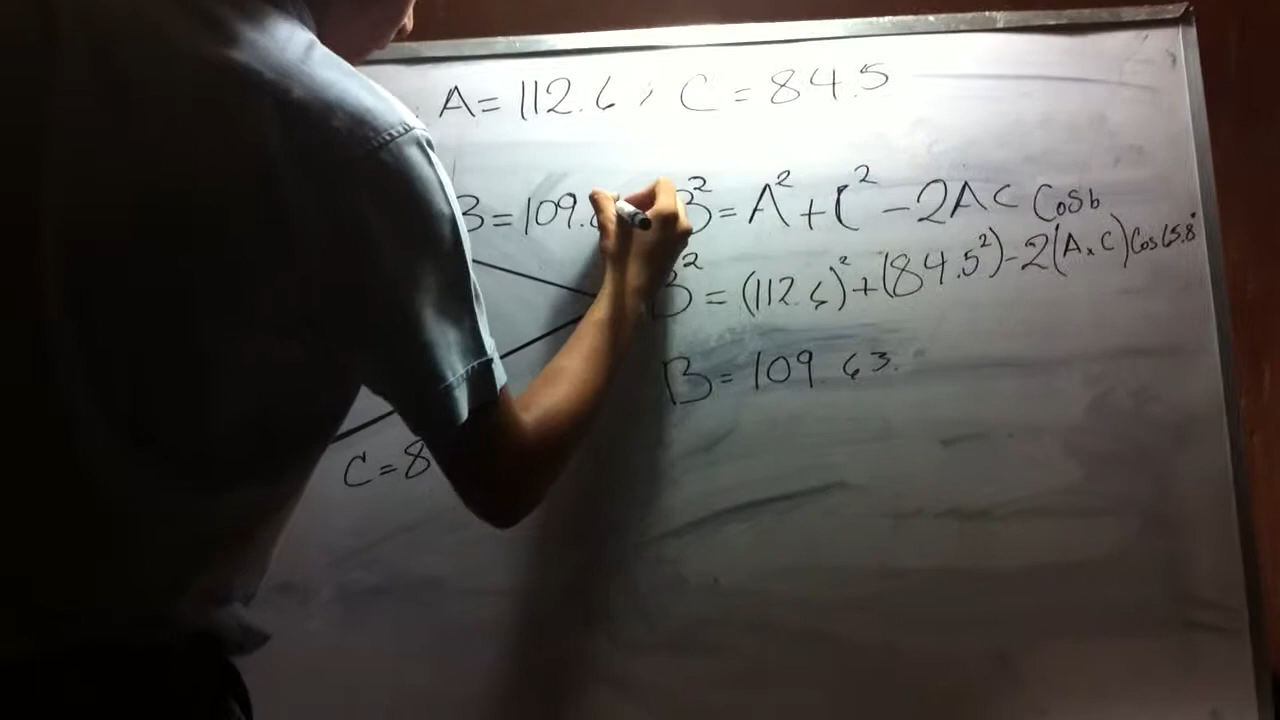 A = 112.6 , C = 84.5
B = 109.6
B² = A² + C² - 2AC Cos b
B² = (112.6)² + (84.5²) - 2(A x C) Cos 65.8°
B = 109.63.
C = 8